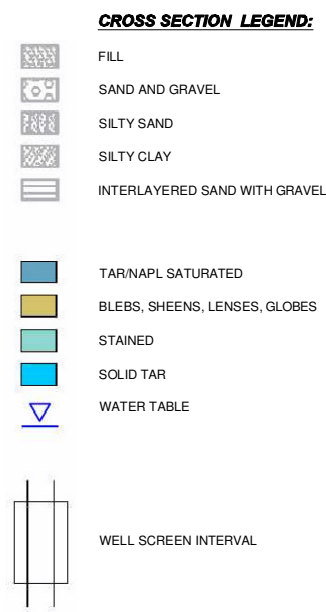 CROSS SECTION LEGEND:
FILL
SAND AND GRAVEL
SILTY SAND
SILTY CLAY
INTERLAYERED SAND WITH GRAVEL
TAR/NAPL SATURATED
BLEBS, SHEENS, LENSES, GLOBES
STAINED
SOLID TAR
WATER TABLE
WELL SCREEN INTERVAL